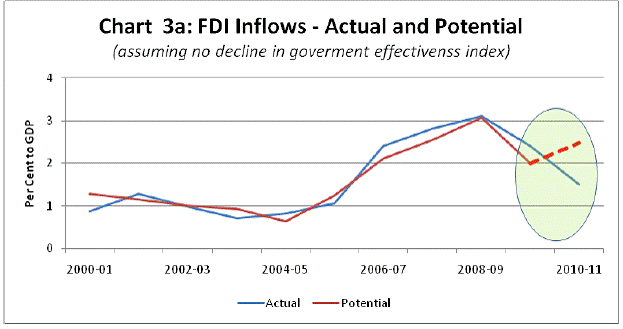 Chart 3a: FDI Inflows - Actual and Potential
(assuming no decline in goverment effectivenss index)
Per Cent to GDP
4
3
2
1
0
2000-01 2002-03 2004-05 2006-07 2008-09 2010-11
Actual Potential